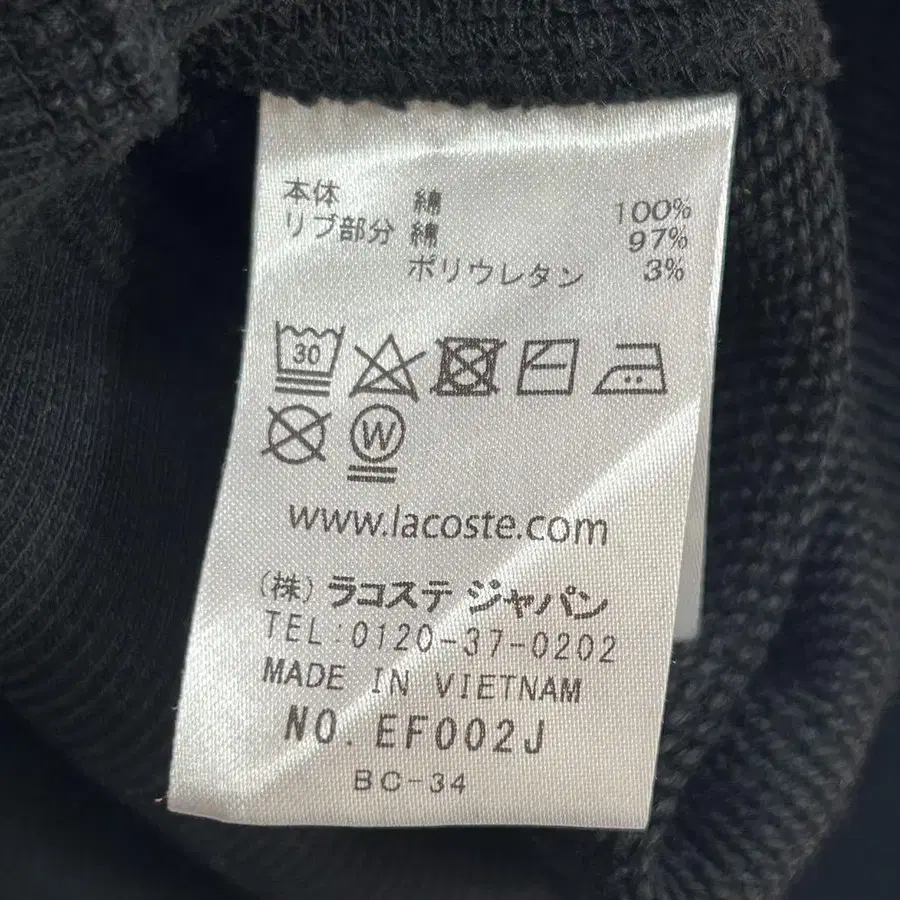 本体 綿 100%
リブ部分 綿 97%
ポリウレタン 3%
30
W
www.lacoste.com
(株) ラコステ ジャパン
TEL:0120-37-0202
MADE IN VIETNAM
NO. EF002J
BC-34